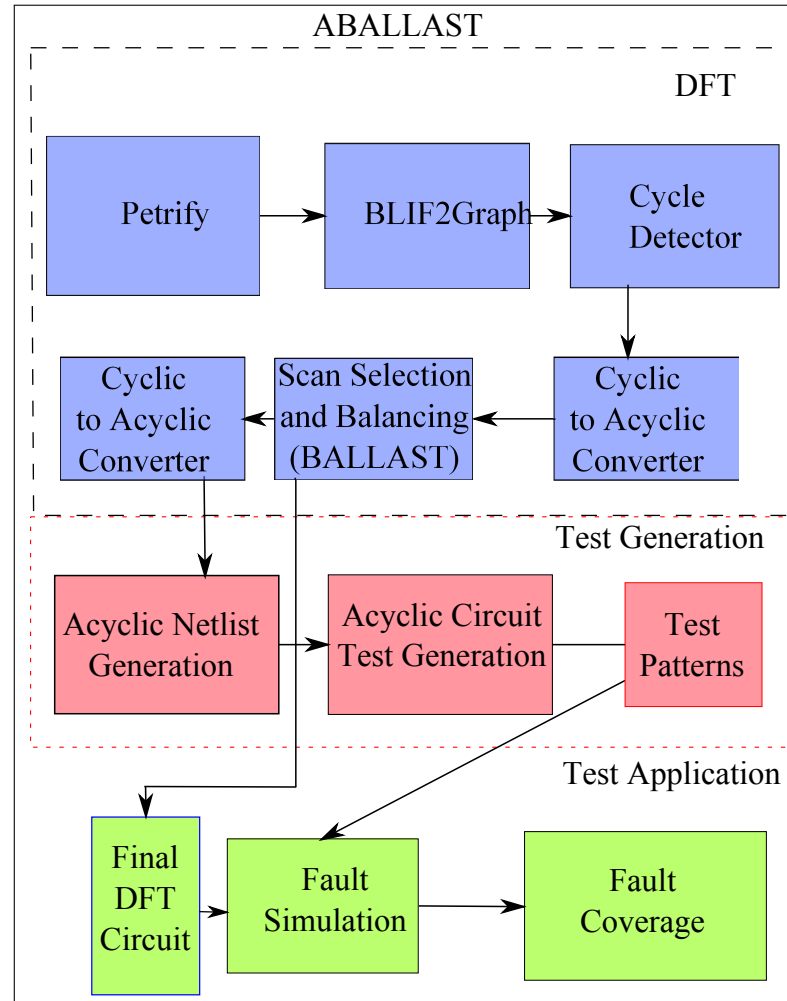 ABALLAST
DFT
Petrify
BLIF2Graph
Cycle
Detector
Cyclic
to Acyclic
Converter
Scan Selection
and Balancing
(BALLAST)
Cyclic
to Acyclic
Converter
Test Generation
Acyclic Netlist
Generation
Acyclic Circuit
Test Generation
Test
Patterns
Test Application
Final
DFT
Circuit
Fault
Simulation
Fault
Coverage